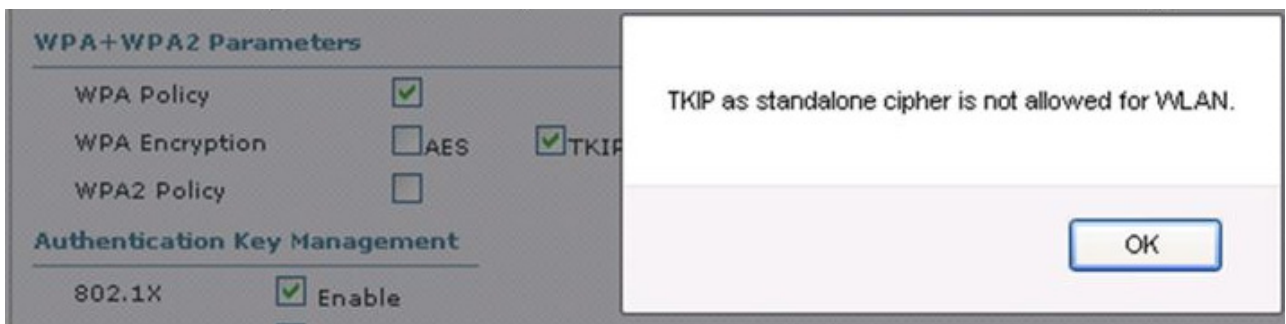 WPA+WPA2 Parameters
WPA Policy
WPA Encryption AES TKIP
WPA2 Policy
Authentication Key Management
802.1X Enable
TKIP as standalone cipher is not allowed for WLAN.
OK